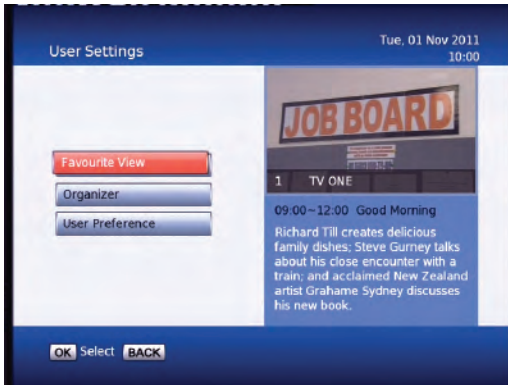 User Settings
Tue, 01 Nov 2011
10:00
Favourite View
Organizer
User Preference
JOB BOARD
1 TV ONE
09:00~12:00 Good Morning
Richard Till creates delicious
family dishes; Steve Gurney talks
about his close encounter with a
train; and acclaimed New Zealand
artist Grahame Sydney discusses
his new book.
OK Select BACK